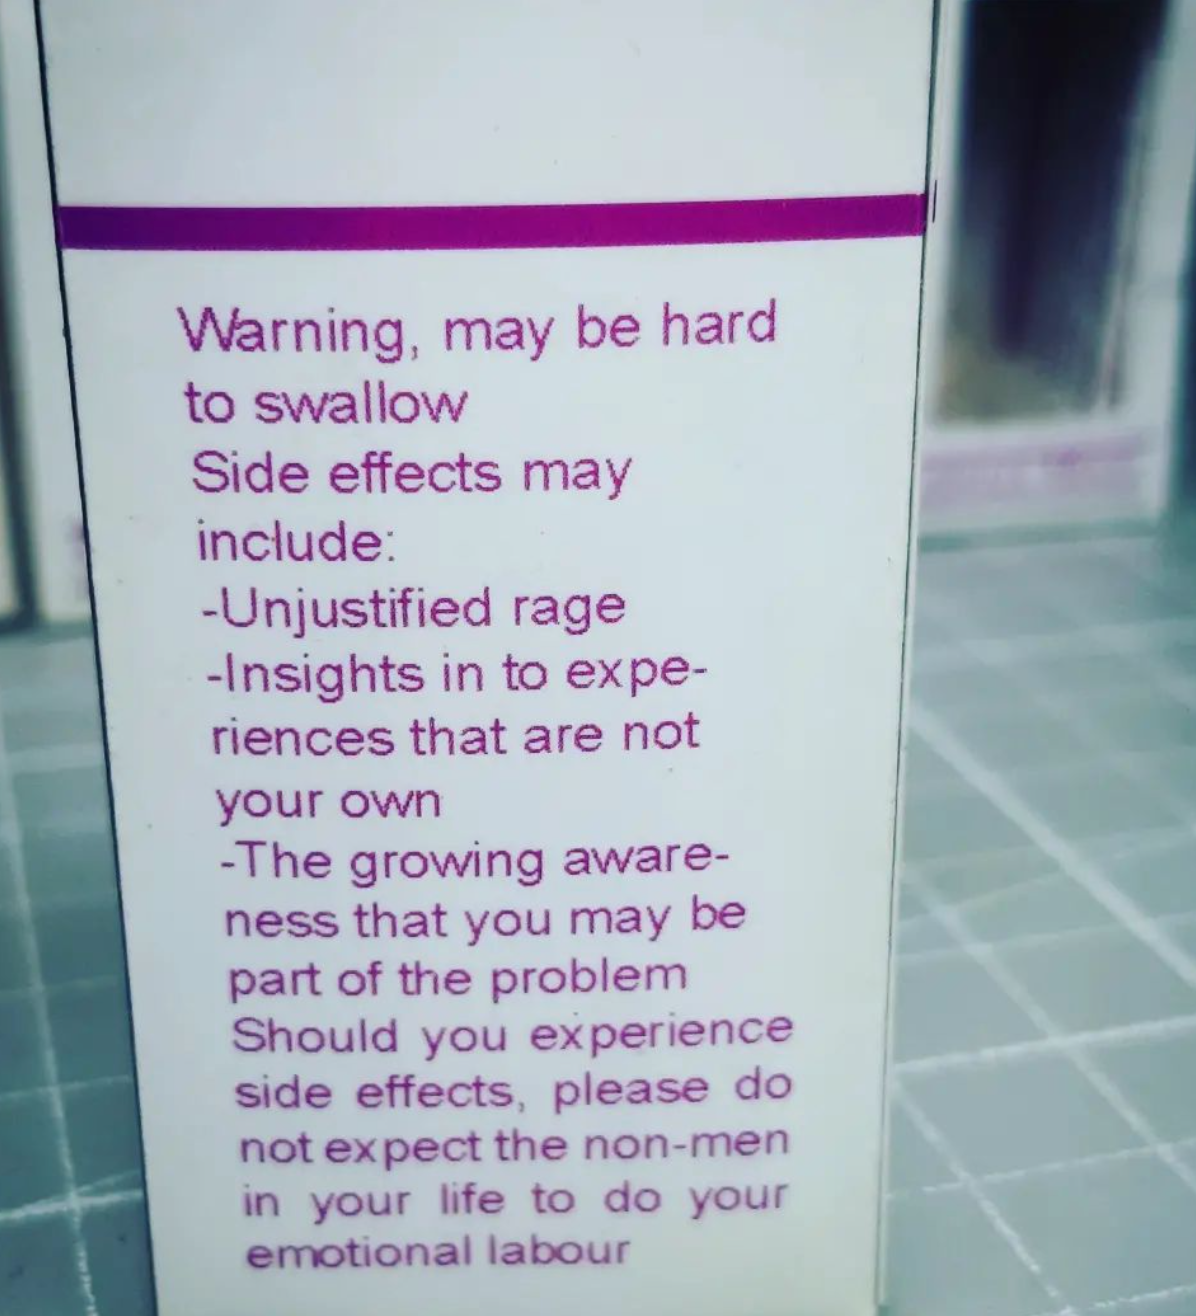 Warning, may be hard
to swallow
Side effects may
include:
-Unjustified rage
-Insights in to expe-
riences that are not
your own
-The growing aware-
ness that you may be
part of the problem
Should you experience
side effects, please do
not expect the non-men
in your life to do your
emotional labour